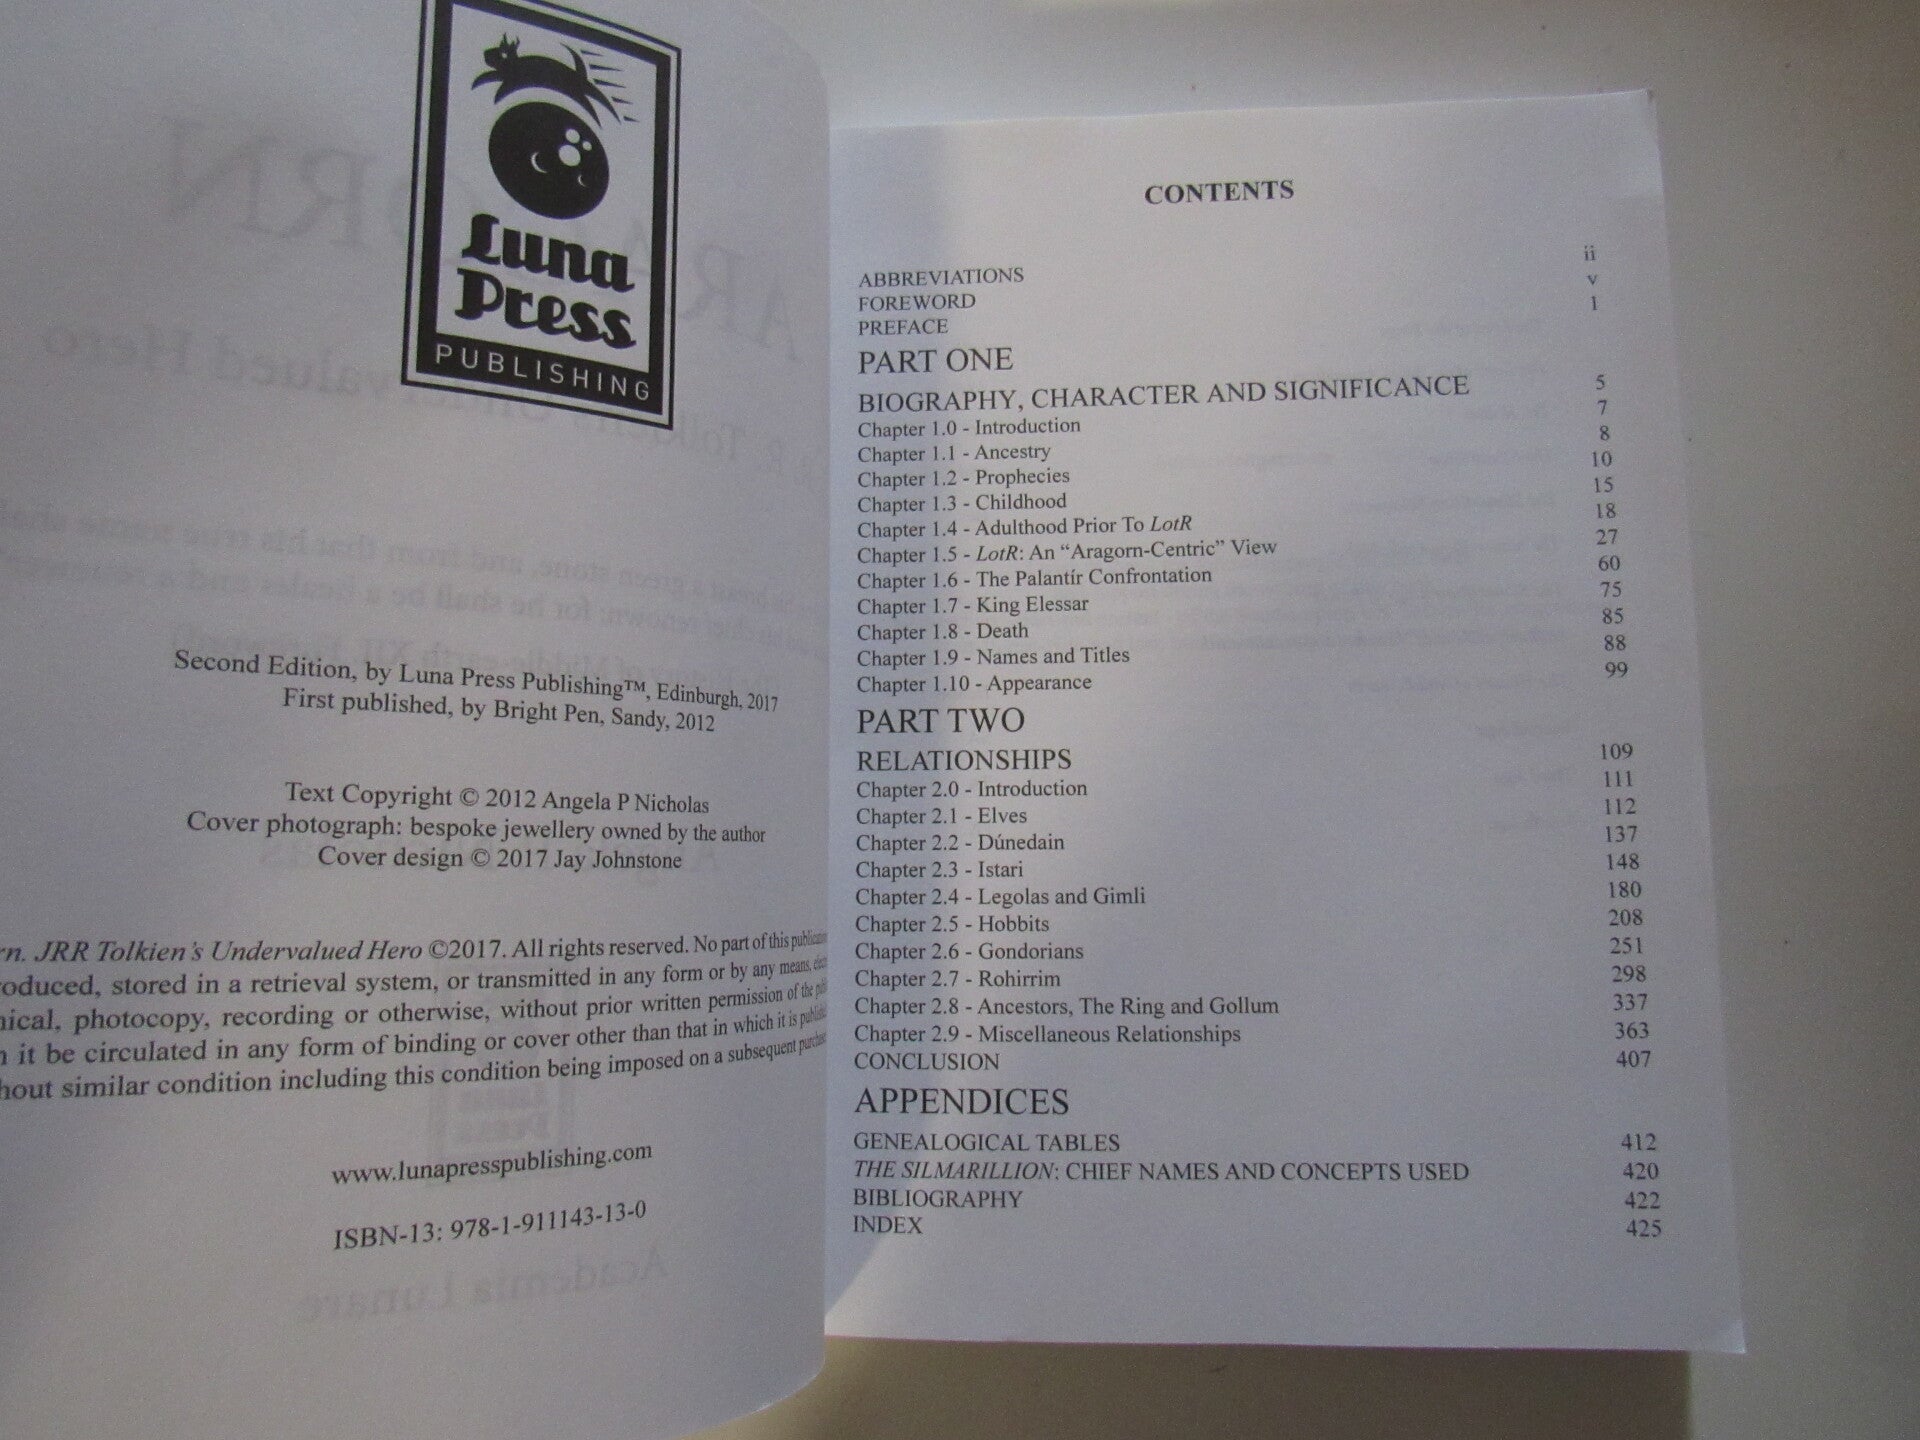 Luna
Press
PUBLISHING
Second Edition, by Luna Press Publishing™, Edinburgh, 2017
First published, by Bright Pen, Sandy, 2012
Text Copyright © 2012 Angela P Nicholas
Cover photograph: bespoke jewellery owned by the author
Cover design © 2017 Jay Johnstone
JRR Tolkien's Undervalued Hero ©2017. All rights reserved. No part of this publication
stored in a retrieval system, or transmitted in any form or by any means,
photocopy, recording or otherwise, without prior written permission of the
it be circulated in any form of binding or cover other than that in which it is
similar condition including this condition being imposed on a subsequent
www.lunapresspublishing.com
ISBN-13: 978-1-911143-13-0
CONTENTS
ABBREVIATIONS ii
FOREWORD v
PREFACE 1
PART ONE
BIOGRAPHY, CHARACTER AND SIGNIFICANCE 5
Chapter 1.0 - Introduction 7
Chapter 1.1 - Ancestry 8
Chapter 1.2 - Prophecies 10
Chapter 1.3 - Childhood 15
Chapter 1.4 - Adulthood Prior To LotR 18
Chapter 1.5 - LotR: An “Aragorn-Centric” View 27
Chapter 1.6 - The Palantír Confrontation 60
Chapter 1.7 - King Elessar 75
Chapter 1.8 - Death 85
Chapter 1.9 - Names and Titles 88
Chapter 1.10 - Appearance 99
PART TWO
RELATIONSHIPS 109
Chapter 2.0 - Introduction 111
Chapter 2.1 - Elves 112
Chapter 2.2 - Dúnedain 137
Chapter 2.3 - Istari 148
Chapter 2.4 - Legolas and Gimli 180
Chapter 2.5 - Hobbits 208
Chapter 2.6 - Gondorians 251
Chapter 2.7 - Rohirrim 298
Chapter 2.8 - Ancestors, The Ring and Gollum 337
Chapter 2.9 - Miscellaneous Relationships 363
CONCLUSION 407
APPENDICES
GENEALOGICAL TABLES 412
THE SILMARILLION: CHIEF NAMES AND CONCEPTS USED 420
BIBLIOGRAPHY 422
INDEX 425